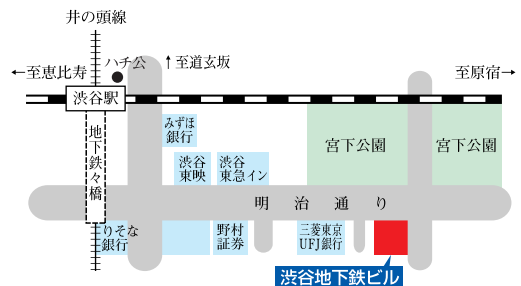 井の頭線
ハチ公
↑至道玄坂
←至恵比寿
至原宿→
渋谷駅
地下鉄々橋
みずほ
銀行
渋谷
東映
渋谷
東急イン
宮下公園
宮下公園
明治通り
りそな
銀行
野村
証券
三菱東京
UFJ銀行
渋谷地下鉄ビル